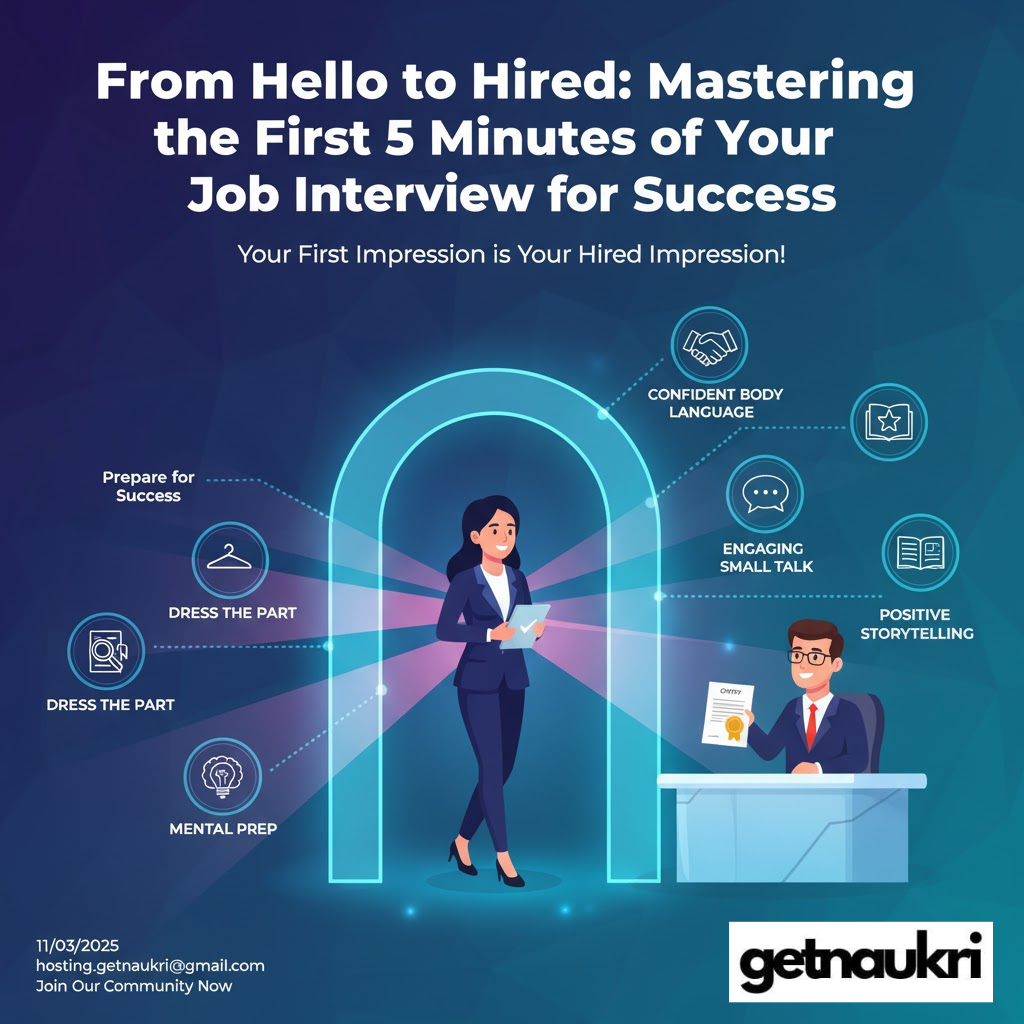 From Hello to Hired: Mastering
the First 5 Minutes of Your
Job Interview for Success
Your First Impression is Your Hired Impression!
CONFIDENT BODY
LANGUAGE
Prepare for
Success
ENGAGING
SMALL TALK
DRESS THE PART
POSITIVE
STORYTELLING
DRESS THE PART
MENTAL PREP
11/03/2025
hosting.getnaukri@gmail.com
Join Our Community Now
getnaukri